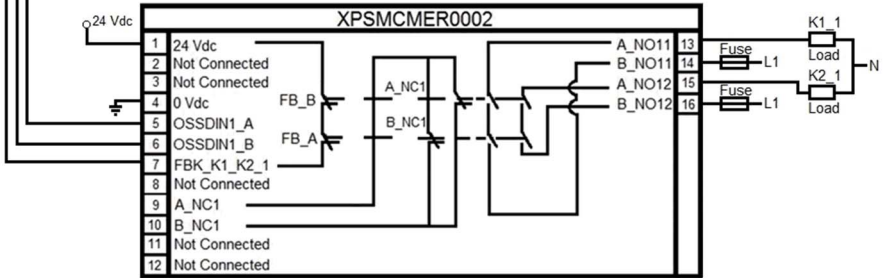 XPSMCMER0002
24 Vdc
1 24 Vdc
2 Not Connected
3 Not Connected
4 0 Vdc
5 OSSDIN1_A
6 OSSDIN1_B
7 FBK_K1_K2_1
8 Not Connected
9 A_NC1
10 B_NC1
11 Not Connected
12 Not Connected
FB_B
FB_A
A_NC1
B_NC1
A_NO11 13
B_NO11 14
A_NO12 15
B_NO12 16
K1_1
Load
Fuse
L1
N
K2_1
Load
Fuse
L1